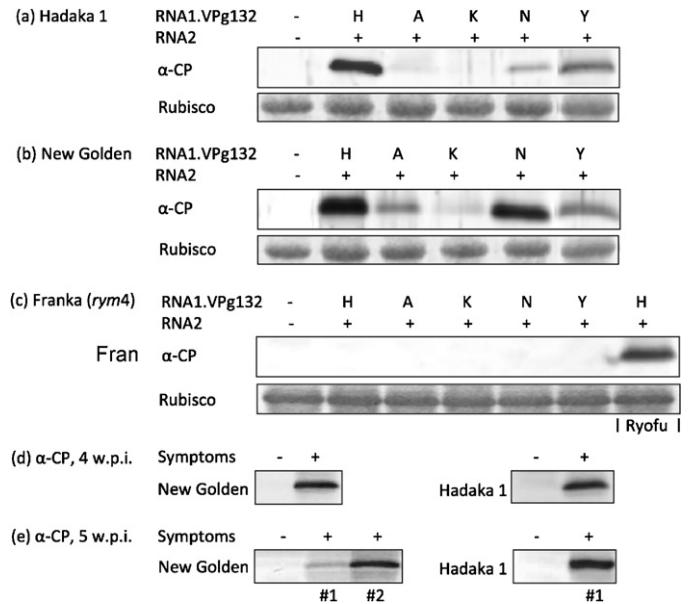 (a) Hadaka 1 RNA1.VPg132 - H A K N Y
RNA2 - + + + + +
α-CP
Rubisco
(b) New Golden RNA1.VPg132 - H A K N Y
RNA2 - + + + + +
α-CP
Rubisco
(c) Franka (rym4) RNA1.VPg132 - H A K N Y H
RNA2 - + + + + + +
Fran α-CP
Rubisco
| Ryofu |
(d) α-CP, 4 w.p.i. Symptoms - + - +
New Golden Hadaka 1
(e) α-CP, 5 w.p.i. Symptoms - + + - +
New Golden Hadaka 1
#1 #2 #1